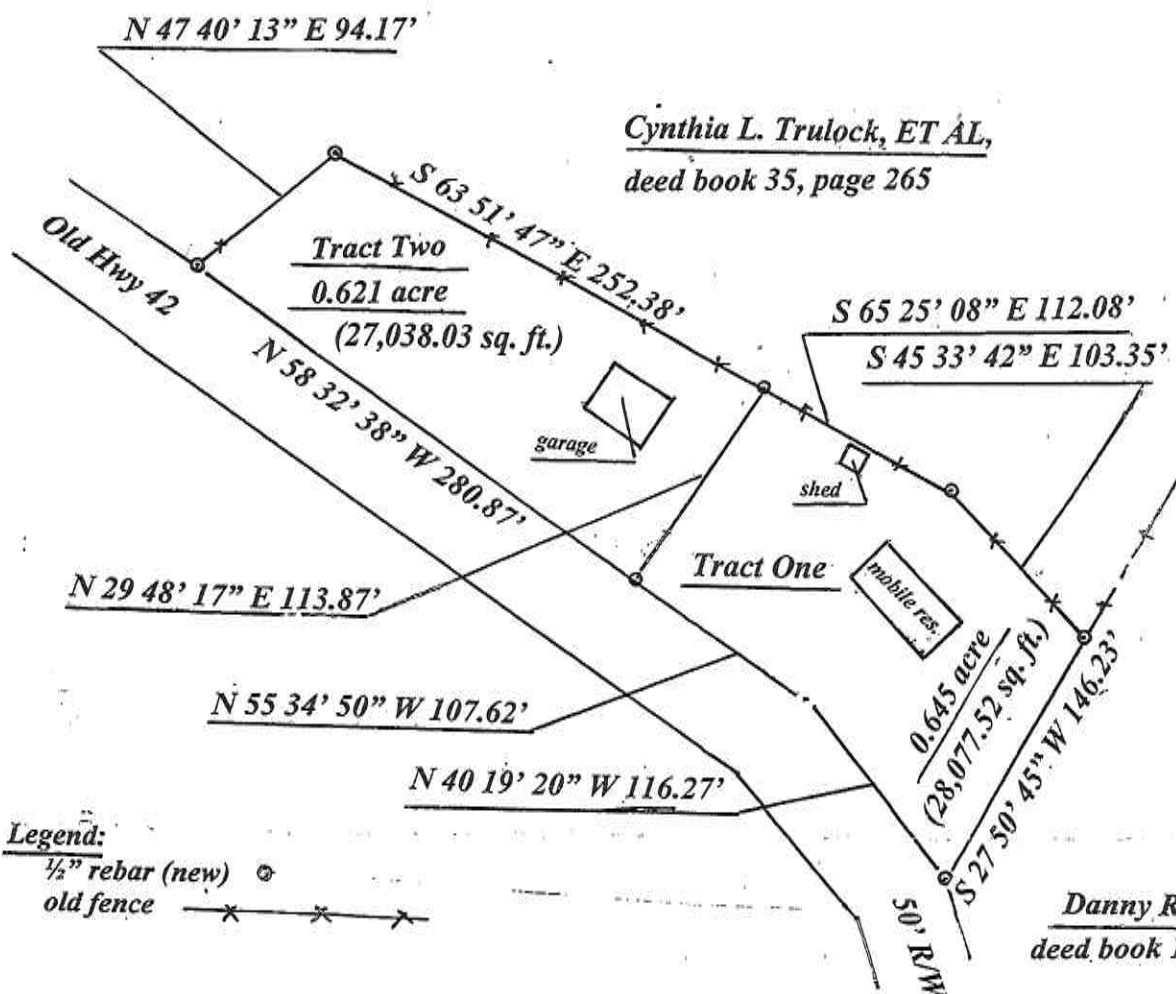 N 47 40' 13" E 94.17'
Cynthia L. Trulock, ET AL,
deed book 35, page 265
S 63 51' 47" E 252.38'
Old Hwy 42
Tract Two
0.621 acre
(27,038.03 sq. ft.)
S 65 25' 08" E 112.08'
S 45 33' 42" E 103.35'
N 58 32' 38" W 280.87'
garage
shed
N 29 48' 17" E 113.87'
Tract One
mobile res.
0.645 acre
(28,077.52 sq. ft.)
S 27 50' 45" W 146.23'
N 55 34' 50" W 107.62'
N 40 19' 20" W 116.27'
Legend:
½" rebar (new)
old fence
50' R/W
Danny R
deed book 1